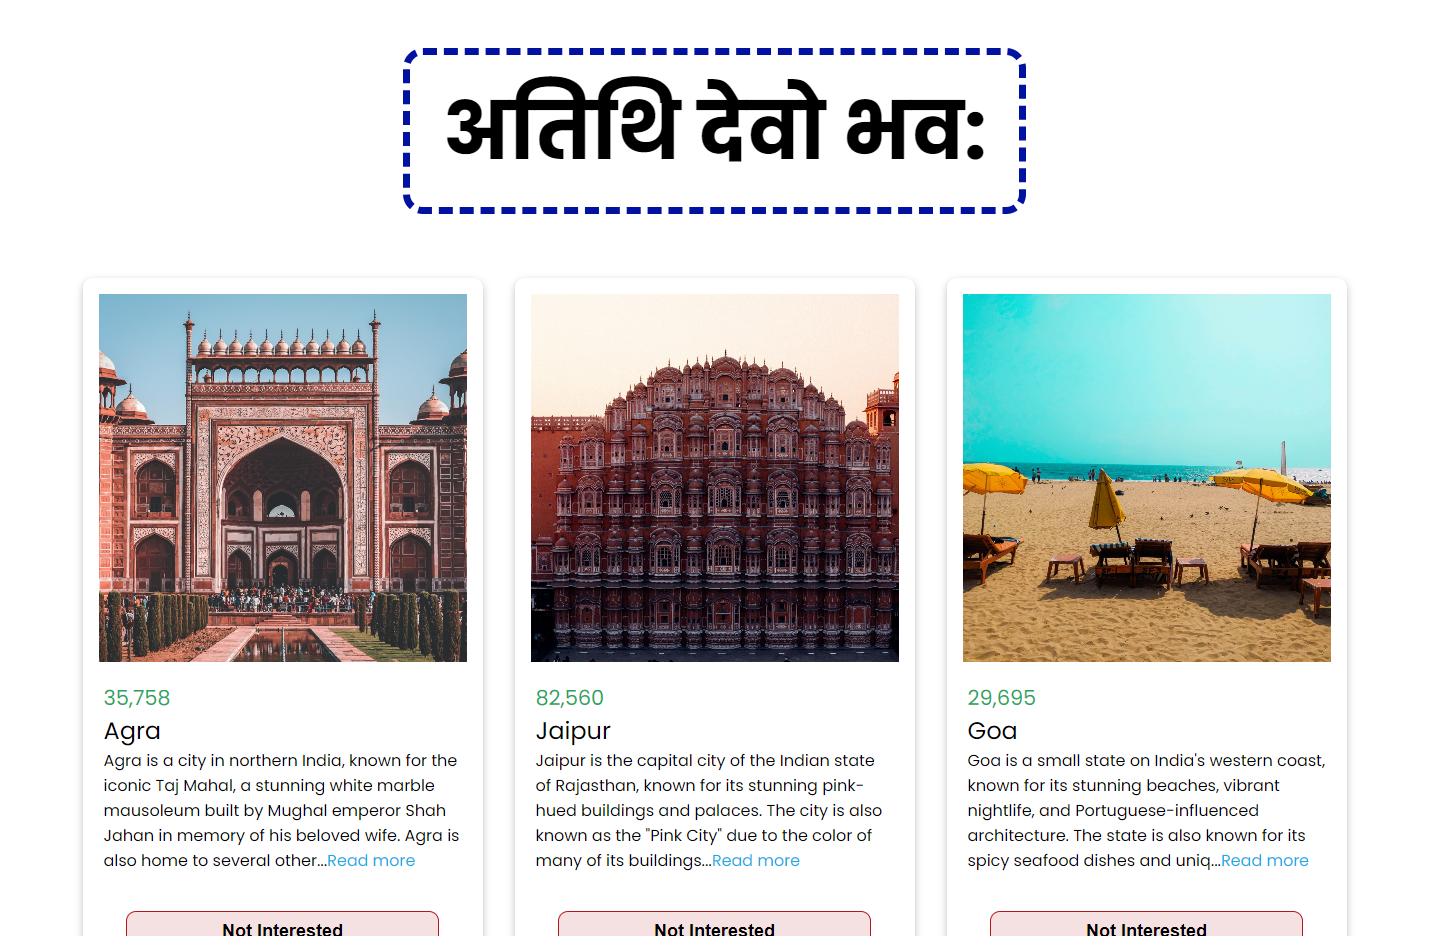 अतिथि देवो भव:
35,758
Agra
Agra is a city in northern India, known for the
iconic Taj Mahal, a stunning white marble
mausoleum built by Mughal emperor Shah
Jahan in memory of his beloved wife. Agra is
also home to several other...Read more
Not Interested
82,560
Jaipur
Jaipur is the capital city of the Indian state
of Rajasthan, known for its stunning pink-
hued buildings and palaces. The city is also
known as the "Pink City" due to the color of
many of its buildings...Read more
Not Interested
29,695
Goa
Goa is a small state on India's western coast,
known for its stunning beaches, vibrant
nightlife, and Portuguese-influenced
architecture. The state is also known for its
spicy seafood dishes and uniq...Read more
Not Interested